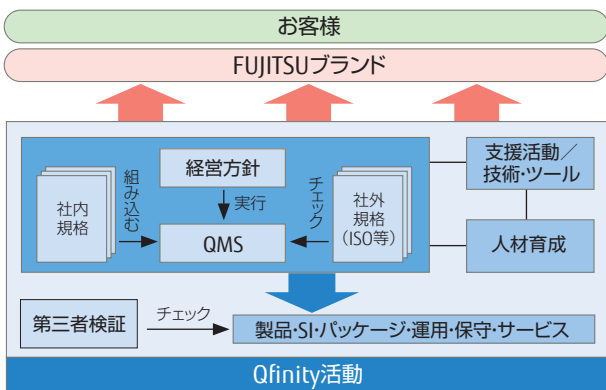 お客様
FUJITSUブランド
経営方針
実行
社内
規格
組み込む
QMS
チェック
社外
規格
(ISO等)
支援活動／
技術・ツール
人材育成
第三者検証
チェック
製品・SI・パッケージ・運用・保守・サービス
Qfinity活動